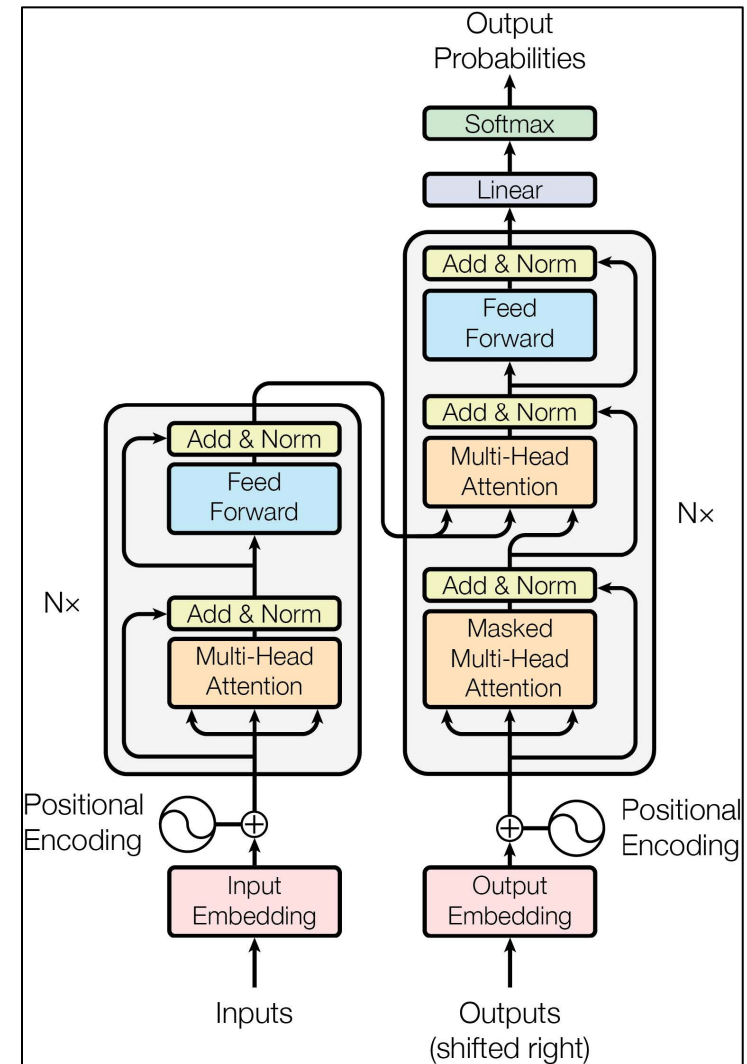 Output
Probabilities
Softmax
Linear
Add & Norm
Feed
Forward
Add & Norm
Multi-Head
Attention
Add & Norm
Masked
Multi-Head
Attention
N×
Add & Norm
Feed
Forward
N×
Add & Norm
Multi-Head
Attention
Positional
Encoding
Positional
Encoding
Input
Embedding
Output
Embedding
Inputs
Outputs
(shifted right)